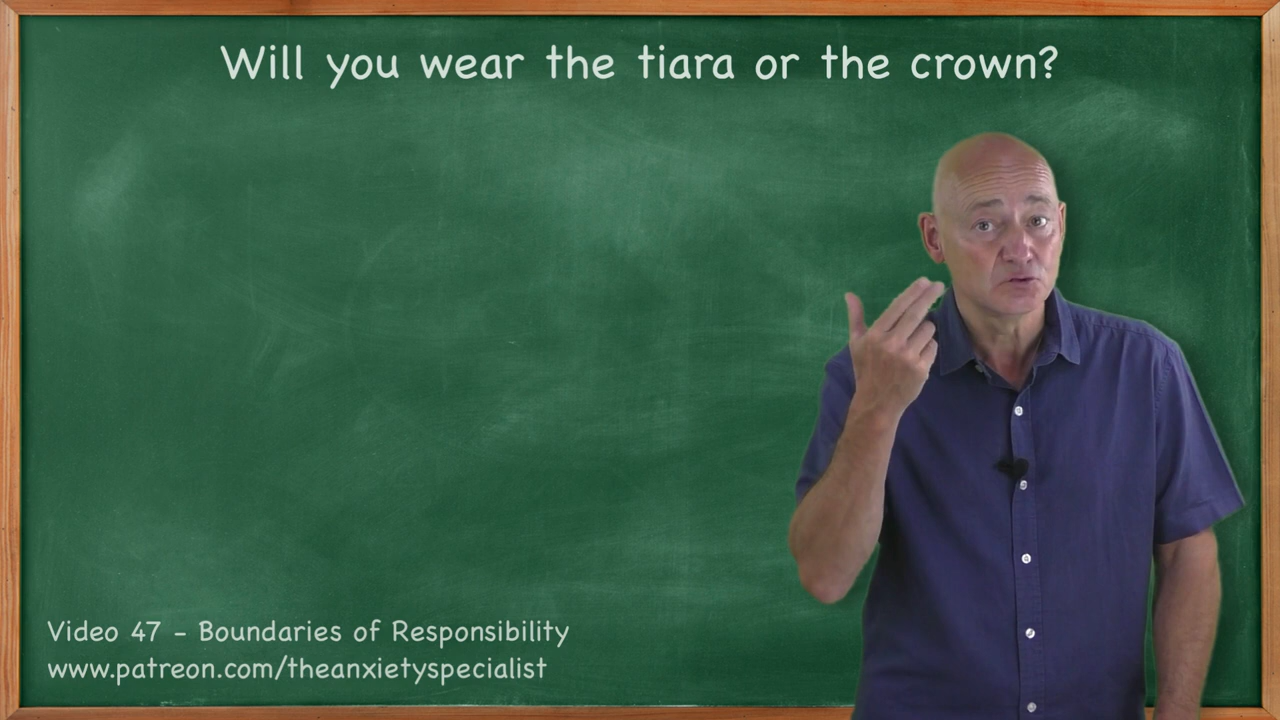 Will you wear the tiara or the crown?
Video 47 - Boundaries of Responsibility
www.patreon.com/theanxietyspecialist